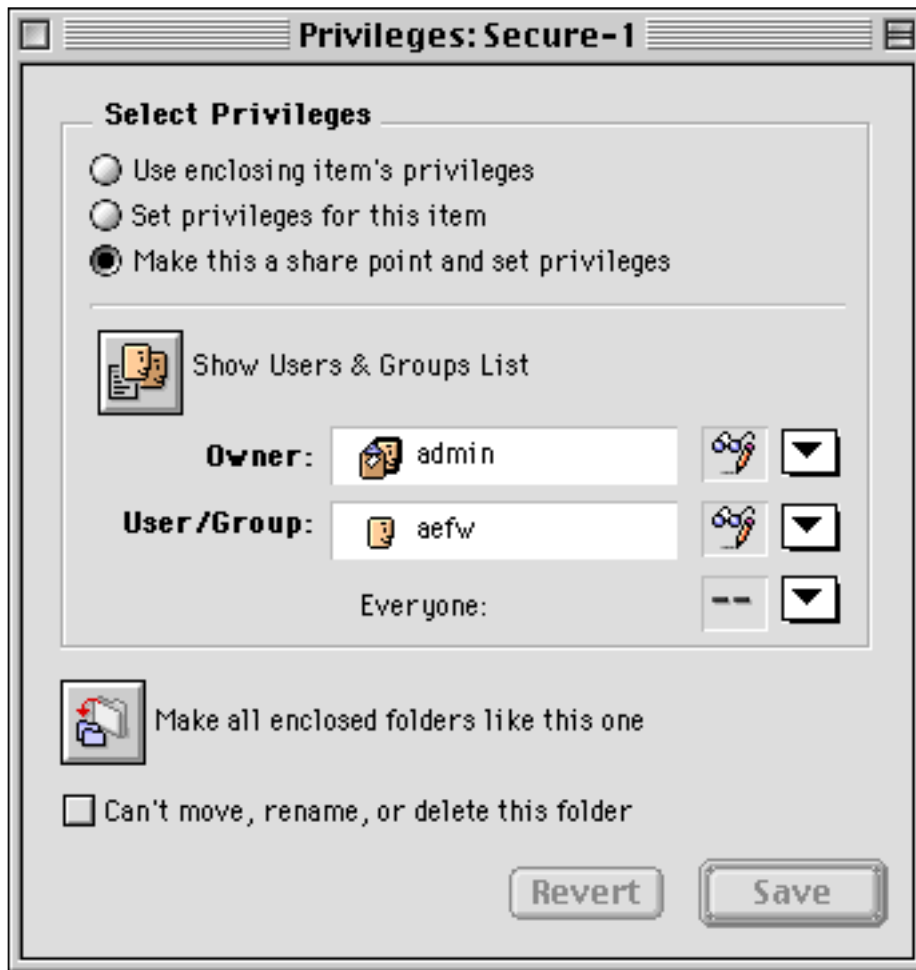 Privileges: Secure-1
Select Privileges
Use enclosing item's privileges
Set privileges for this item
Make this a share point and set privileges
Show Users & Groups List
Owner: admin
User/Group: aefw
Everyone: --
Make all enclosed folders like this one
Can't move, rename, or delete this folder
Revert Save